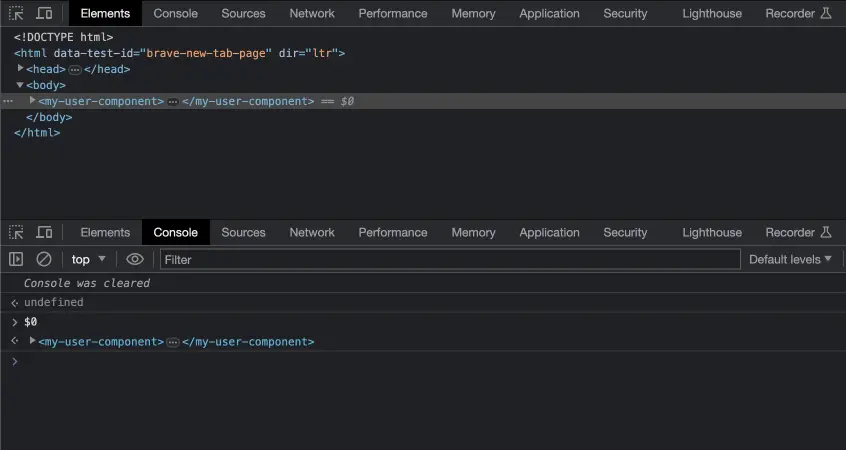 Elements Console Sources Network Performance Memory Application Security Lighthouse Recorder
<!DOCTYPE html>
<html data-test-id="brave-new-tab-page" dir="ltr">
<head> ⋯ </head>
<body>
⋯ <my-user-component> ⋯ </my-user-component> == $0
</body>
</html>
Elements Console Sources Network Performance Memory Application Security Lighthouse Recorder
top Filter Default levels
Console was cleared
undefined
$0
<my-user-component> ⋯ </my-user-component>